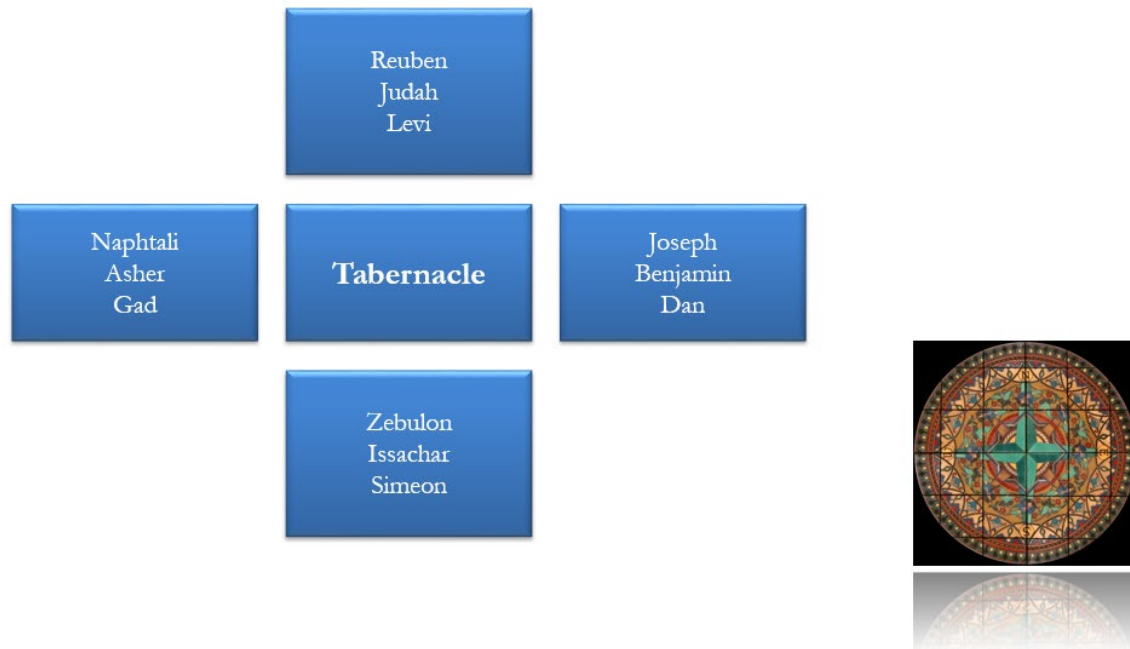 Reuben
Judah
Levi
Naphtali
Asher
Gad
Tabernacle
Joseph
Benjamin
Dan
Zebulon
Issachar
Simeon
N
E
S